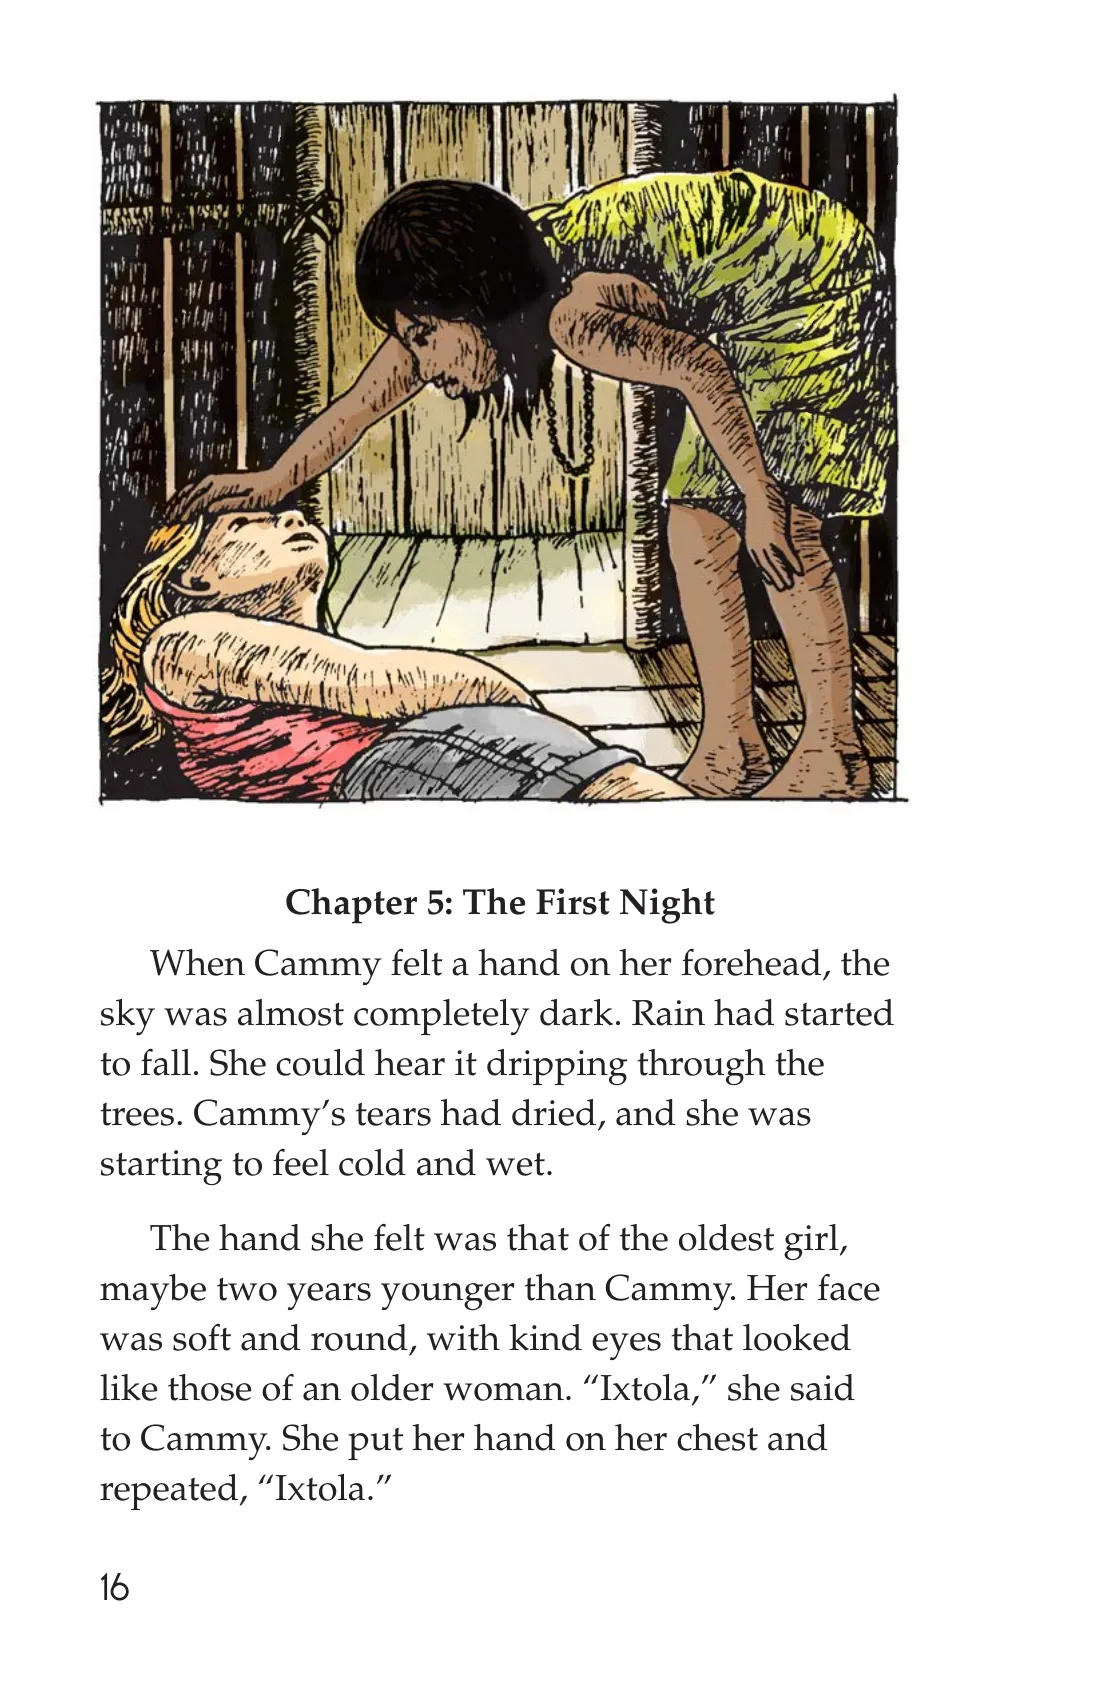 Chapter 5: The First Night
When Cammy felt a hand on her forehead, the
sky was almost completely dark. Rain had started
to fall. She could hear it dripping through the
trees. Cammy’s tears had dried, and she was
starting to feel cold and wet.
The hand she felt was that of the oldest girl,
maybe two years younger than Cammy. Her face
was soft and round, with kind eyes that looked
like those of an older woman. “Ixtola,” she said
to Cammy. She put her hand on her chest and
repeated, “Ixtola.”
16